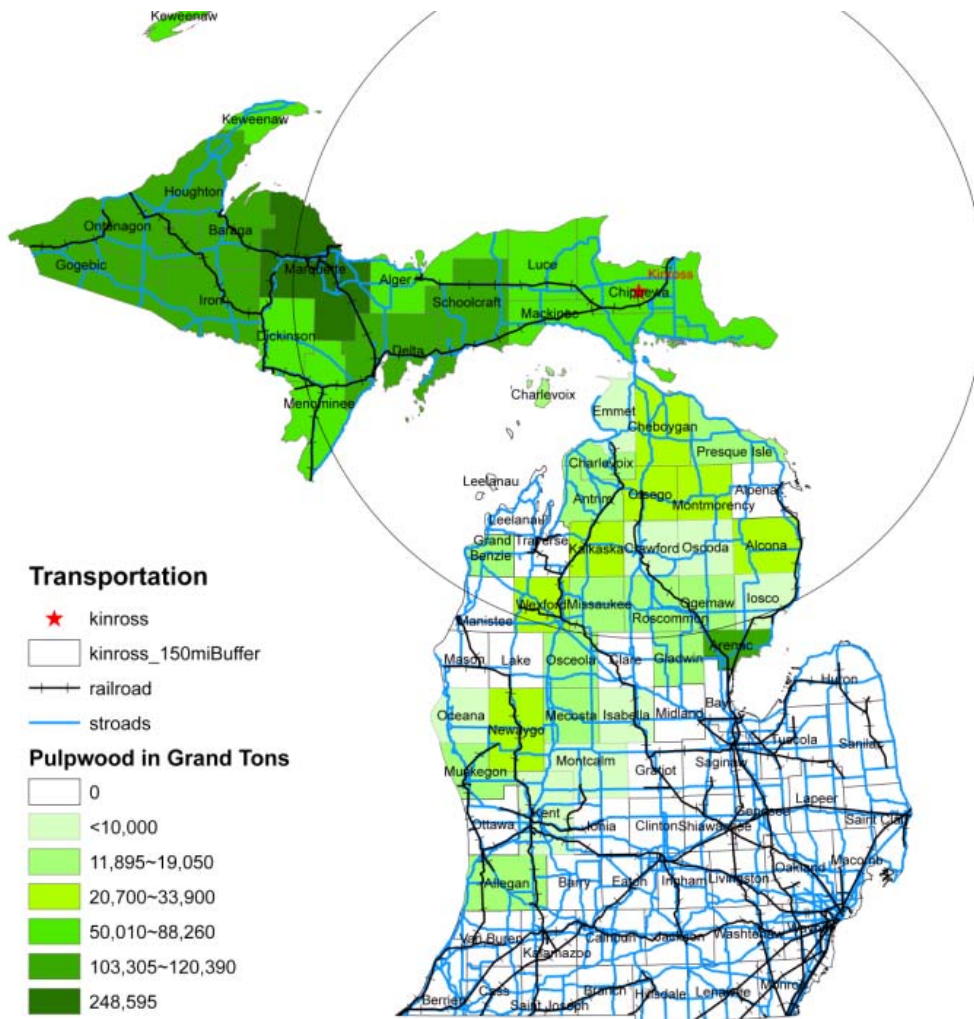 Keweenaw
Keweenaw
Houghton
Ontonagon
Baraga
Gogebic
Marquette
Iron
Alger
Luce
Kinross
Chippewa
Schoolcraft
Mackinac
Dickinson
Delta
Menominee
Charlevoix
Emmet
Cheboygan
Presque Isle
Charlevoix
Leelanau
Antrim
Otsego
Montmorency
Alpena
Leelanau
Grand Traverse
Benzie
Kalkaska
Crawford
Oscoda
Alcona
Wexford
Missaukee
Ogemaw
Iosco
Manistee
Roscommon
Arenac
Mason
Lake
Osceola
Clare
Gladwin
Huron
Oceana
Newaygo
Mecosta
Isabella
Midland
Bay
Tuscola
Sanilac
Montcalm
Saginaw
Muskegon
Gratiot
Genesee
Lapeer
Saint Clair
Ottawa
Kent
Ionia
Clinton
Shiawassee
Macomb
Oakland
Allegan
Barry
Eaton
Ingham
Livingston
Van Buren
Kalamazoo
Calhoun
Jackson
Washtenaw
Wayne
Berrien
Cass
Saint Joseph
Branch
Hillsdale
Lenawee
Monroe
Transportation
kinross
kinross_150miBuffer
railroad
stroads
Pulpwood in Grand Tons
0
<10,000
11,895~19,050
20,700~33,900
50,010~88,260
103,305~120,390
248,595